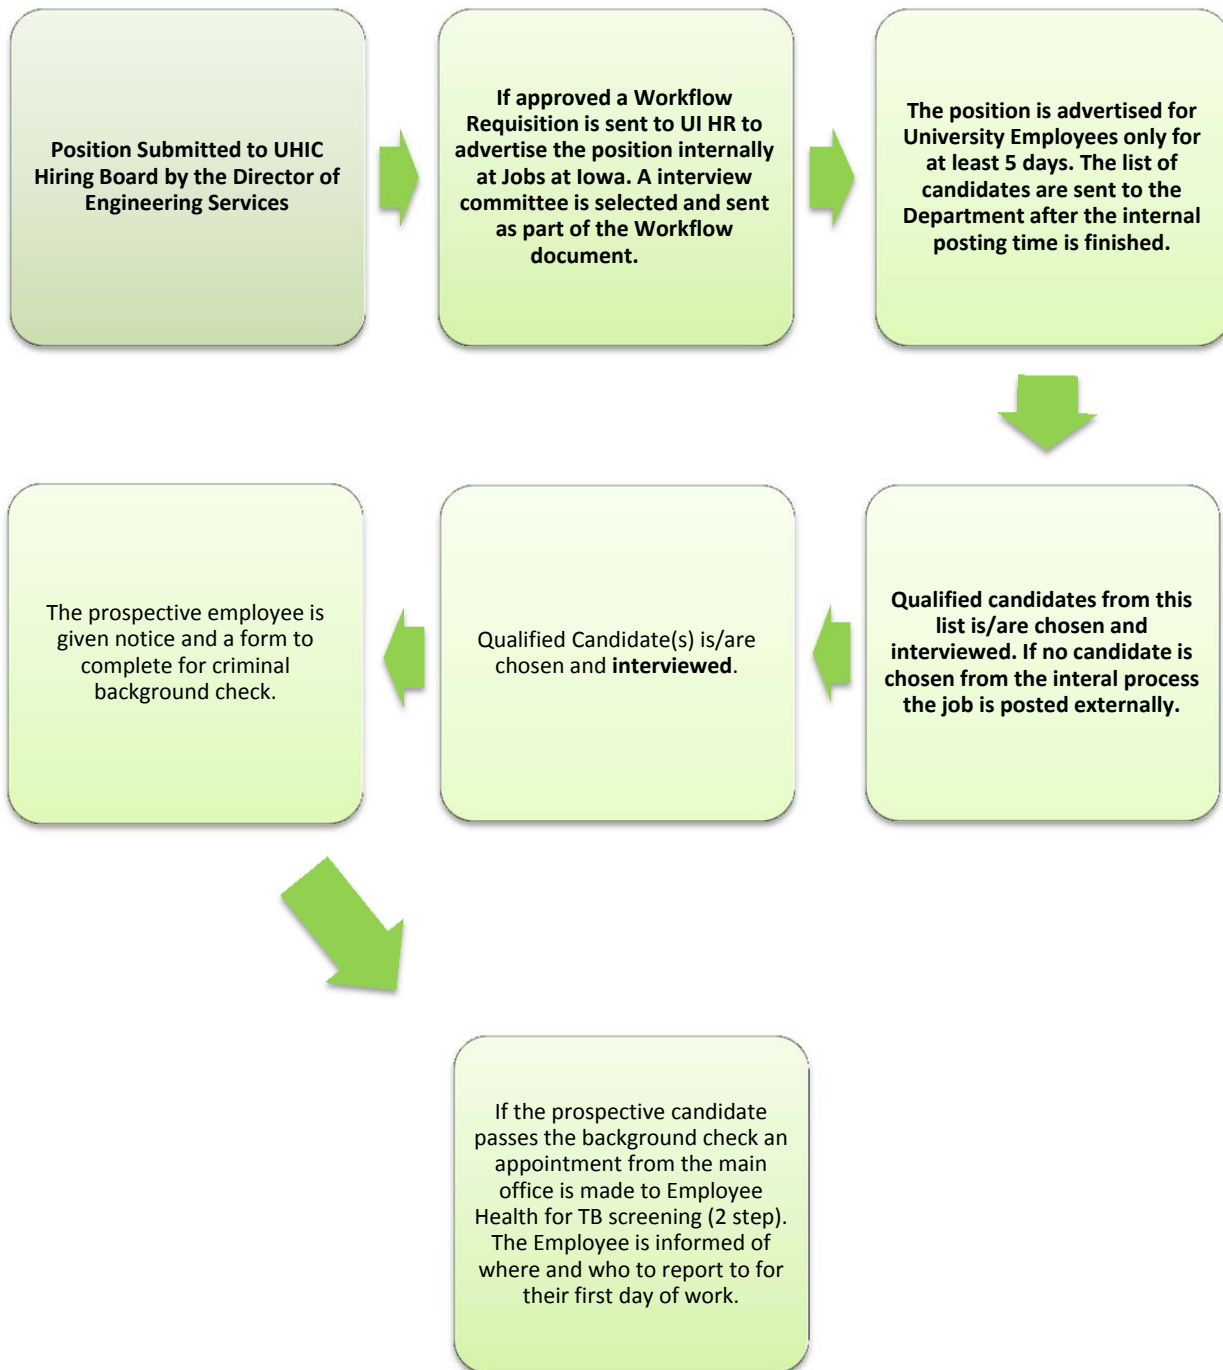 Position Submitted to UHIC
Hiring Board by the Director of
Engineering Services
If approved a Workflow
Requisition is sent to UI HR to
advertise the position internally
at Jobs at Iowa. A interview
committee is selected and sent
as part of the Workflow
document.
The position is advertised for
University Employees only for
at least 5 days. The list of
candidates are sent to the
Department after the internal
posting time is finished.
Qualified candidates from this
list is/are chosen and
interviewed. If no candidate is
chosen from the interal process
the job is posted externally.
Qualified Candidate(s) is/are
chosen and interviewed.
The prospective employee is
given notice and a form to
complete for criminal
background check.
If the prospective candidate
passes the background check an
appointment from the main
office is made to Employee
Health for TB screening (2 step).
The Employee is informed of
where and who to report to for
their first day of work.